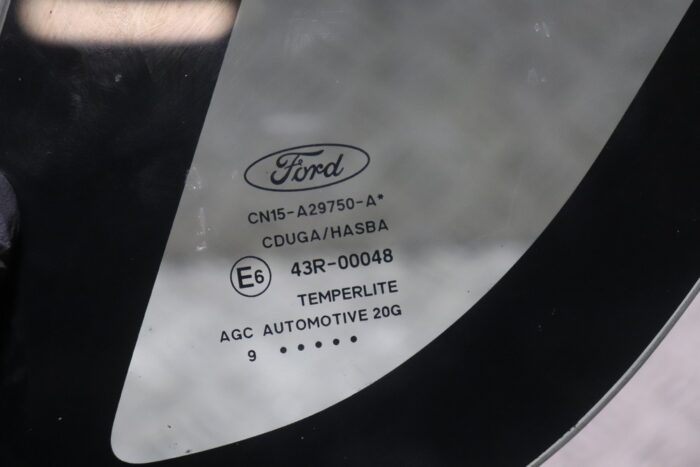 Ford
CN15-A29750-A*
CDUGA/HASBA
E6 43R-00048
TEMPERLITE
AGC AUTOMOTIVE 20G
9 •••••